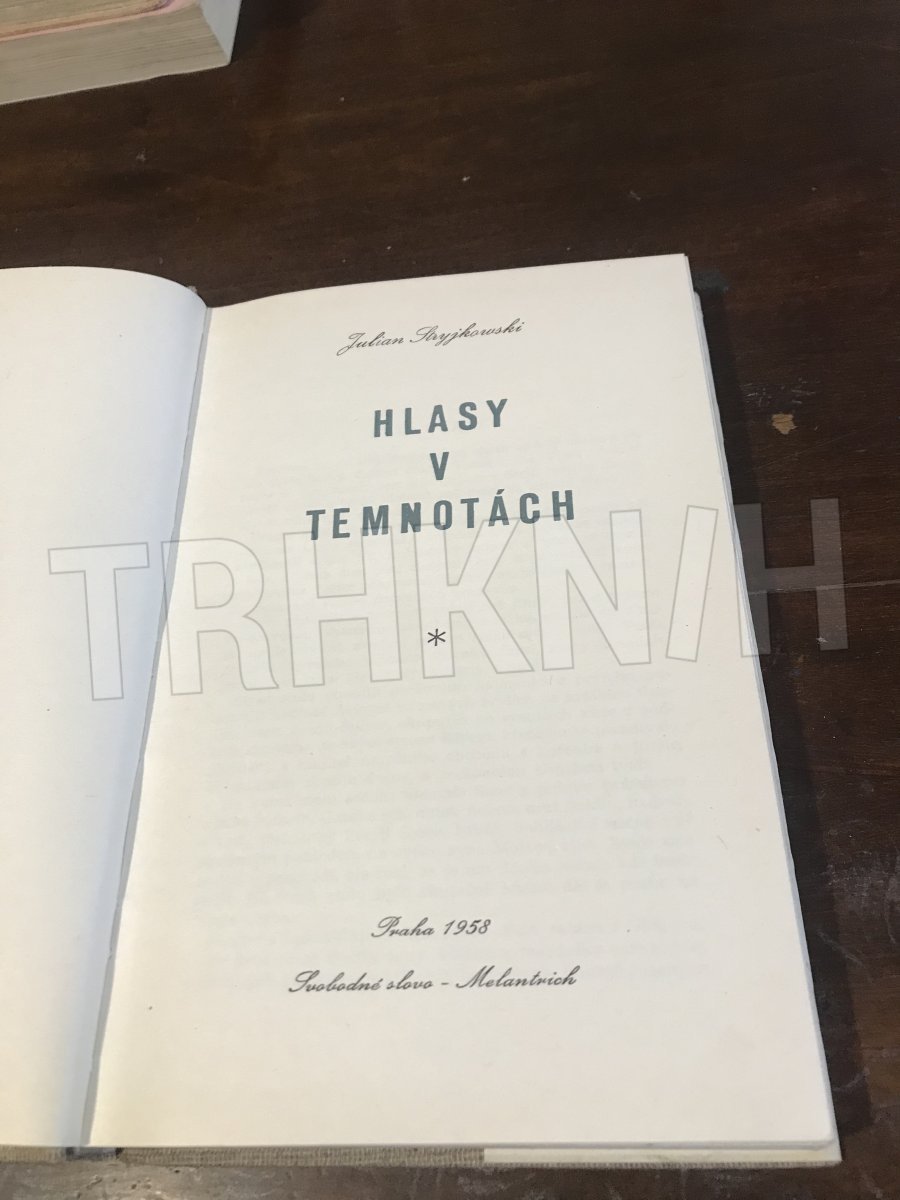 Julian Stryjkowski
HLASY
V
TEMNOTÁCH
TRHKNIH
*
Praha 1958
Svobodné slovo - Melantrich